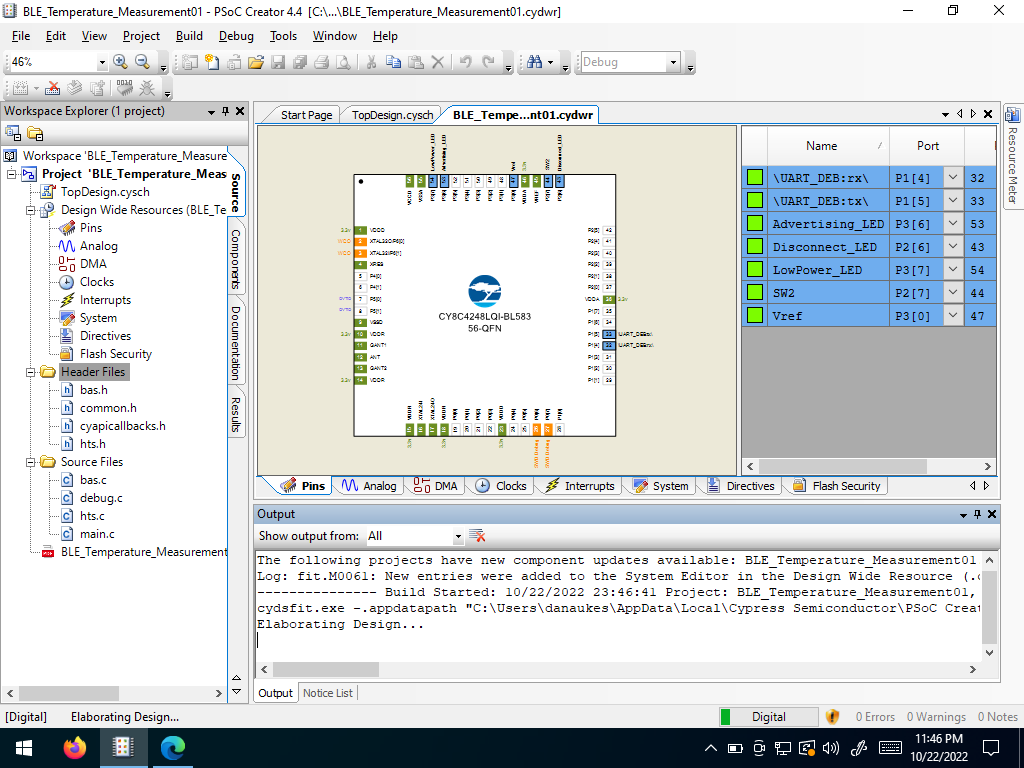 BLE_Temperature_Measurement01 - PSoC Creator 4.4 [C:\...\BLE_Temperature_Measurement01.cydwr]
File Edit View Project Build Debug Tools Window Help
46%
Debug
Workspace Explorer (1 project)
Workspace 'BLE_Temperature_Measure
Project 'BLE_Temperature_Meas
TopDesign.cysch
Design Wide Resources (BLE_Te
Pins
Analog
DMA
Clocks
Interrupts
System
Directives
Flash Security
Header Files
bas.h
common.h
cyapicallbacks.h
hts.h
Source Files
bas.c
debug.c
hts.c
main.c
BLE_Temperature_Measurement
Source
Components
Documentation
Results
Start Page
TopDesign.cysch
BLE_Tempe...nt01.cydwr
CY8C4248LQI-BL583
56-QFN
Name / Port
\UART_DEB:rx\ P1[4] 32
\UART_DEB:tx\ P1[5] 33
Advertising_LED P3[6] 53
Disconnect_LED P2[6] 43
LowPower_LED P3[7] 54
SW2 P2[7] 44
Vref P3[0] 47
Resource Meter
Pins Analog DMA Clocks Interrupts System Directives Flash Security
Output
Show output from: All
The following projects have new component updates available: BLE_Temperature_Measurement01
Log: fit.M0061: New entries were added to the System Editor in the Design Wide Resource (.c
--------------- Build Started: 10/22/2022 23:46:41 Project: BLE_Temperature_Measurement01,
cydsfit.exe -.appdatapath "C:\Users\danaukes\AppData\Local\Cypress Semiconductor\PSoC Creat
Elaborating Design...
Output Notice List
[Digital] Elaborating Design...
Digital
0 Errors 0 Warnings 0 Notes
11:46 PM
10/22/2022